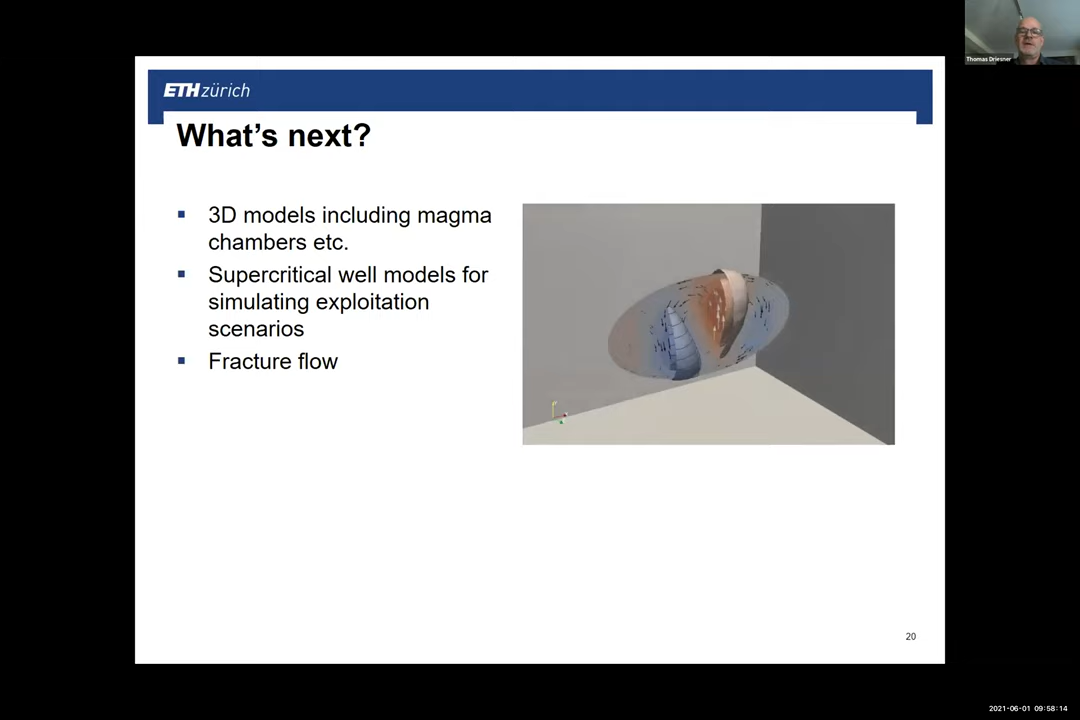 Thomas Driesner
ETH zürich
What's next?
3D models including magma
chambers etc.
Supercritical well models for
simulating exploitation
scenarios
Fracture flow
20
2021-06-01 09:58:14